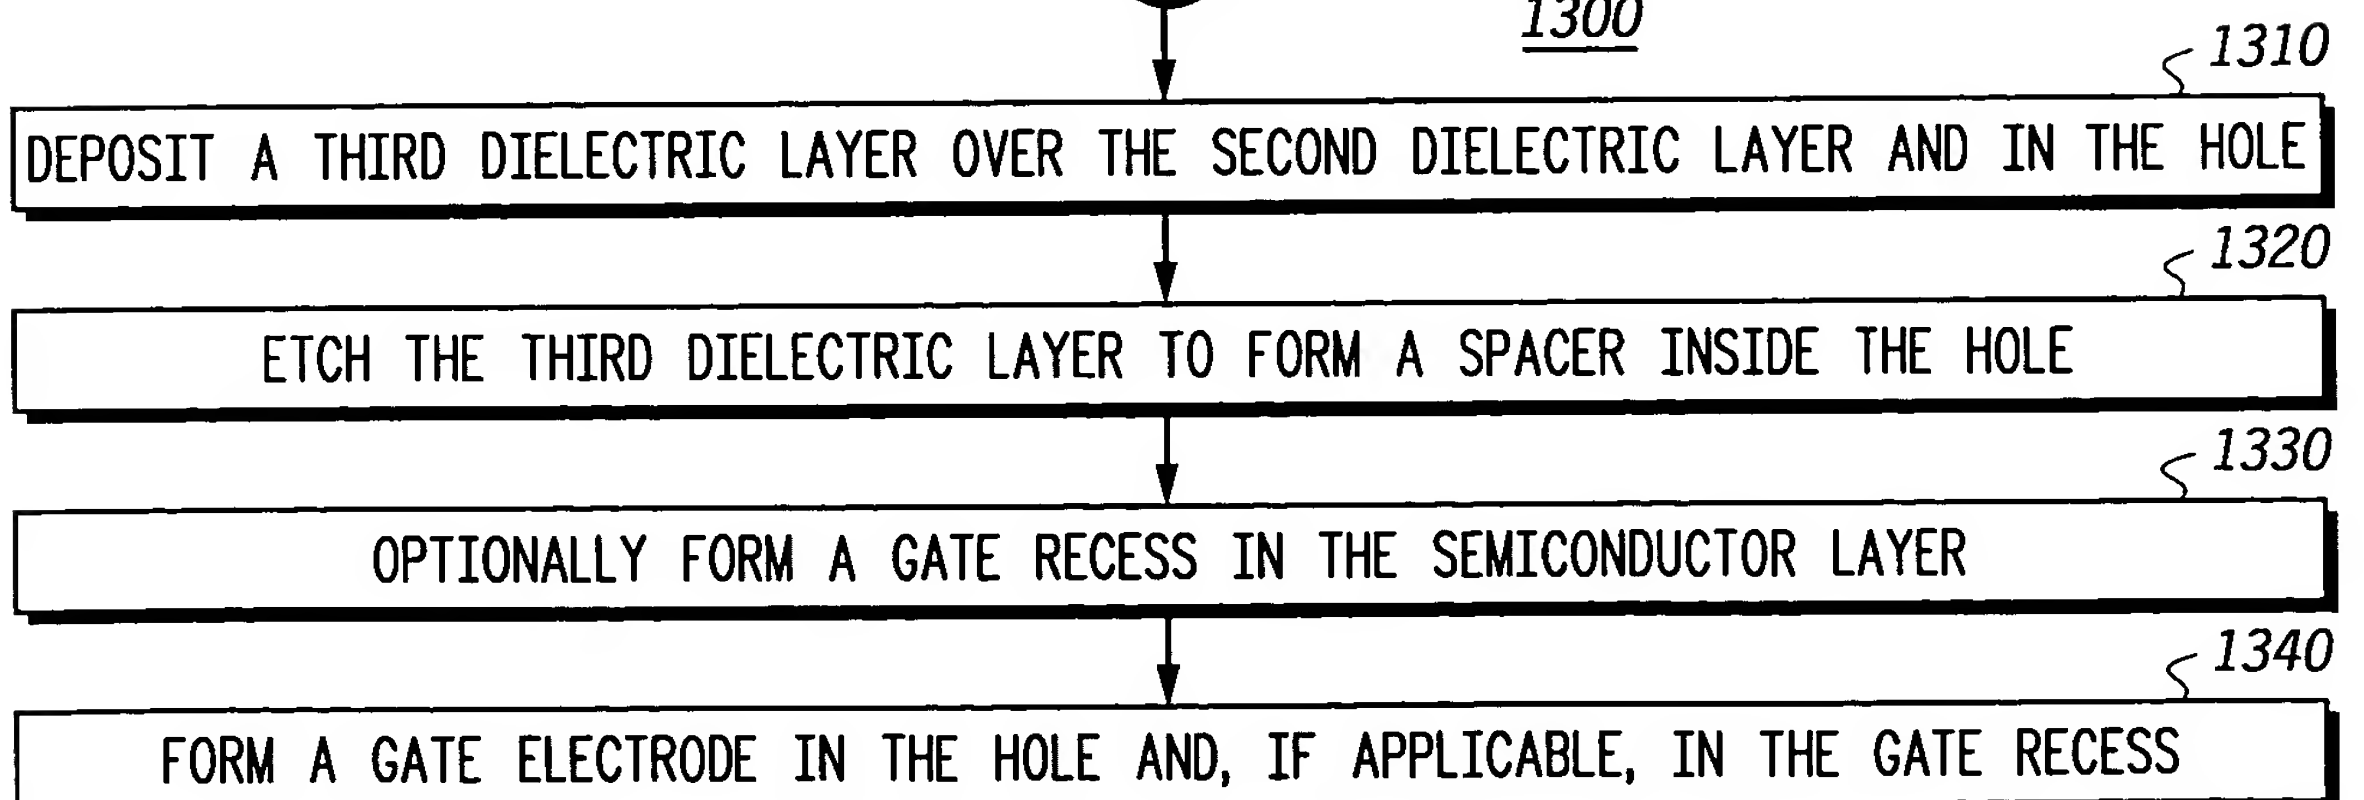 1300
1310
DEPOSIT A THIRD DIELECTRIC LAYER OVER THE SECOND DIELECTRIC LAYER AND IN THE HOLE
1320
ETCH THE THIRD DIELECTRIC LAYER TO FORM A SPACER INSIDE THE HOLE
1330
OPTIONALLY FORM A GATE RECESS IN THE SEMICONDUCTOR LAYER
1340
FORM A GATE ELECTRODE IN THE HOLE AND, IF APPLICABLE, IN THE GATE RECESS